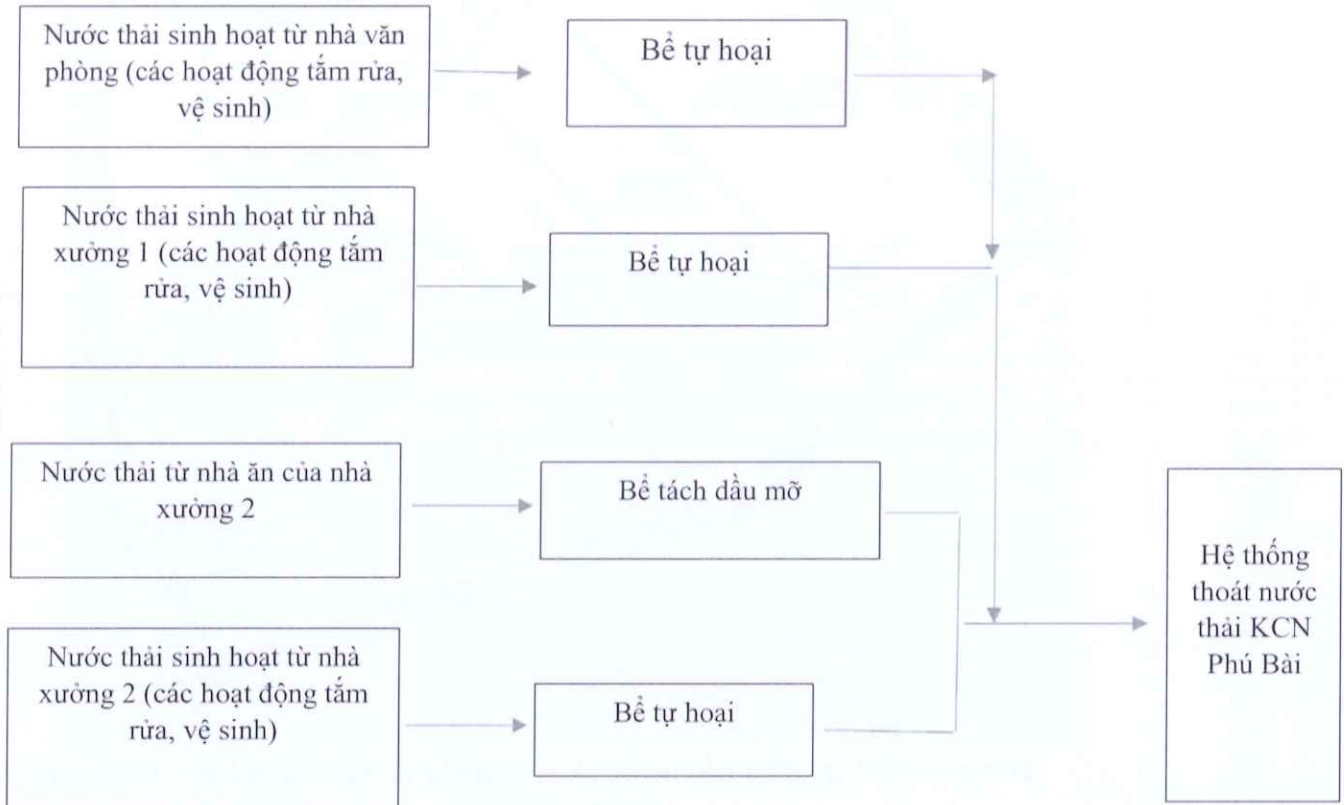 Nước thải sinh hoạt từ nhà văn
phòng (các hoạt động tắm rửa,
vệ sinh)
Bể tự hoại
Nước thải sinh hoạt từ nhà
xưởng 1 (các hoạt động tắm
rửa, vệ sinh)
Bể tự hoại
Nước thải từ nhà ăn của nhà
xưởng 2
Bể tách dầu mỡ
Nước thải sinh hoạt từ nhà
xưởng 2 (các hoạt động tắm
rửa, vệ sinh)
Bể tự hoại
Hệ thống
thoát nước
thải KCN
Phú Bài